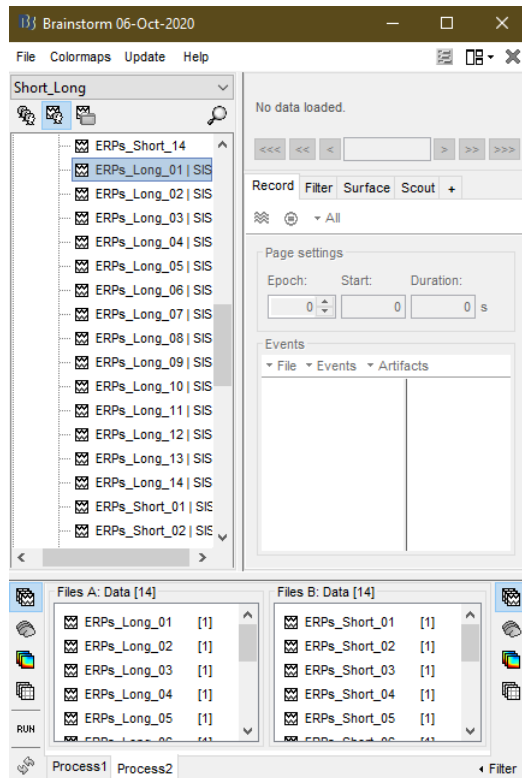 Brainstorm 06-Oct-2020
File Colormaps Update Help
Short_Long
ERPs_Short_14
ERPs_Long_01 | SIS
ERPs_Long_02 | SIS
ERPs_Long_03 | SIS
ERPs_Long_04 | SIS
ERPs_Long_05 | SIS
ERPs_Long_06 | SIS
ERPs_Long_07 | SIS
ERPs_Long_08 | SIS
ERPs_Long_09 | SIS
ERPs_Long_10 | SIS
ERPs_Long_11 | SIS
ERPs_Long_12 | SIS
ERPs_Long_13 | SIS
ERPs_Long_14 | SIS
ERPs_Short_01 | SIS
ERPs_Short_02 | SIS
No data loaded.
<<< << < > >> >>>
Record Filter Surface Scout +
All
Page settings
Epoch: Start: Duration:
0 0 0 s
Events
File Events Artifacts
Files A: Data [14]
ERPs_Long_01 [1]
ERPs_Long_02 [1]
ERPs_Long_03 [1]
ERPs_Long_04 [1]
ERPs_Long_05 [1]
Files B: Data [14]
ERPs_Short_01 [1]
ERPs_Short_02 [1]
ERPs_Short_03 [1]
ERPs_Short_04 [1]
ERPs_Short_05 [1]
RUN
Process1 Process2
Filter